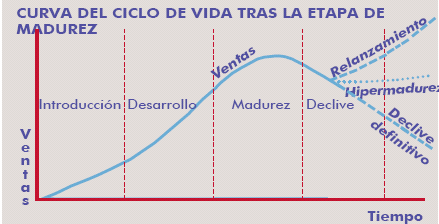 CURVA DEL CICLO DE VIDA TRAS LA ETAPA DE
MADUREZ
Ventas
Relanzamiento
Hipermadurez
Declive
definitivo
Introducción
Desarrollo
Madurez
Declive
Ventas
Tiempo